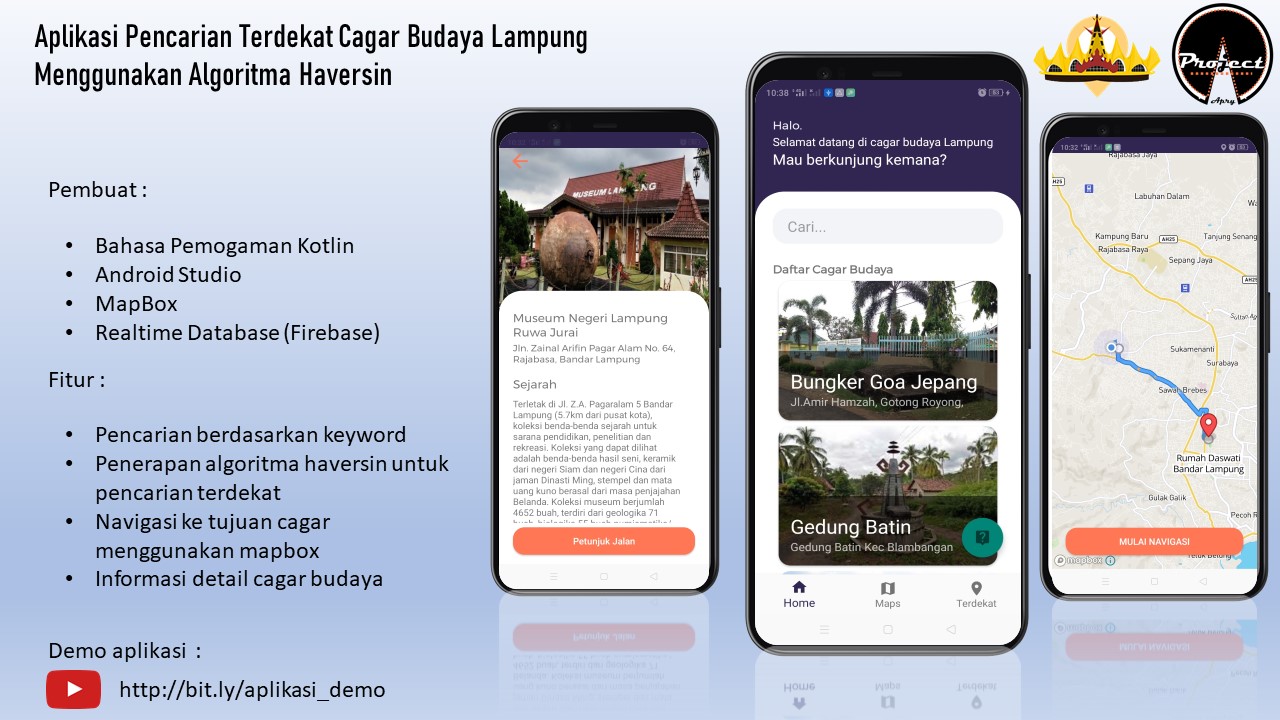 Aplikasi Pencarian Terdekat Cagar Budaya Lampung
Menggunakan Algoritma Haversin
Project
Apry
Pembuat :
• Bahasa Pemogaman Kotlin
• Android Studio
• MapBox
• Realtime Database (Firebase)
Fitur :
• Pencarian berdasarkan keyword
• Penerapan algoritma haversin untuk
pencarian terdekat
• Navigasi ke tujuan cagar
menggunakan mapbox
• Informasi detail cagar budaya
Demo aplikasi :
http://bit.ly/aplikasi_demo
MUSEUM LAMPUNG
Museum Negeri Lampung
Ruwa Jurai
Jln. Zainal Arifin Pagar Alam No. 64,
Rajabasa, Bandar Lampung
Sejarah
Terletak di Jl. Z.A. Pagaralam 5 Bandar
Lampung (5.7km dari pusat kota),
koleksi benda-benda sejarah untuk
sarana pendidikan, penelitian dan
rekreasi. Koleksi yang dapat dilihat
adalah benda-benda hasil seni, keramik
dari negeri Siam dan negeri Cina dari
jaman Dinasti Ming, stempel dan mata
uang kuno berasal dari masa penjajahan
Belanda. Koleksi museum berjumlah
4652 buah, terdiri dari geologika 71
Petunjuk Jalan
10:38
Halo.
Selamat datang di cagar budaya Lampung
Mau berkunjung kemana?
Cari...
Daftar Cagar Budaya
Bungker Goa Jepang
Jl.Amir Hamzah, Gotong Royong,
Gedung Batin
Gedung Batin Kec Blambangan
Home
Maps
Terdekat
10:32
Rajabasa Jaya
AH25
Labuhan Dalam
Kampung Baru
AH25
Tanjung Senang
Rajabasa Raya
Sepang Jaya
AH25
Sukamenanti
Surabaya
Sawah Brebes
Rumah Daswati
Bandar Lampung
Gulak Galik
Pecoh R
MULAI NAVIGASI
Teluk Betung
mapbox